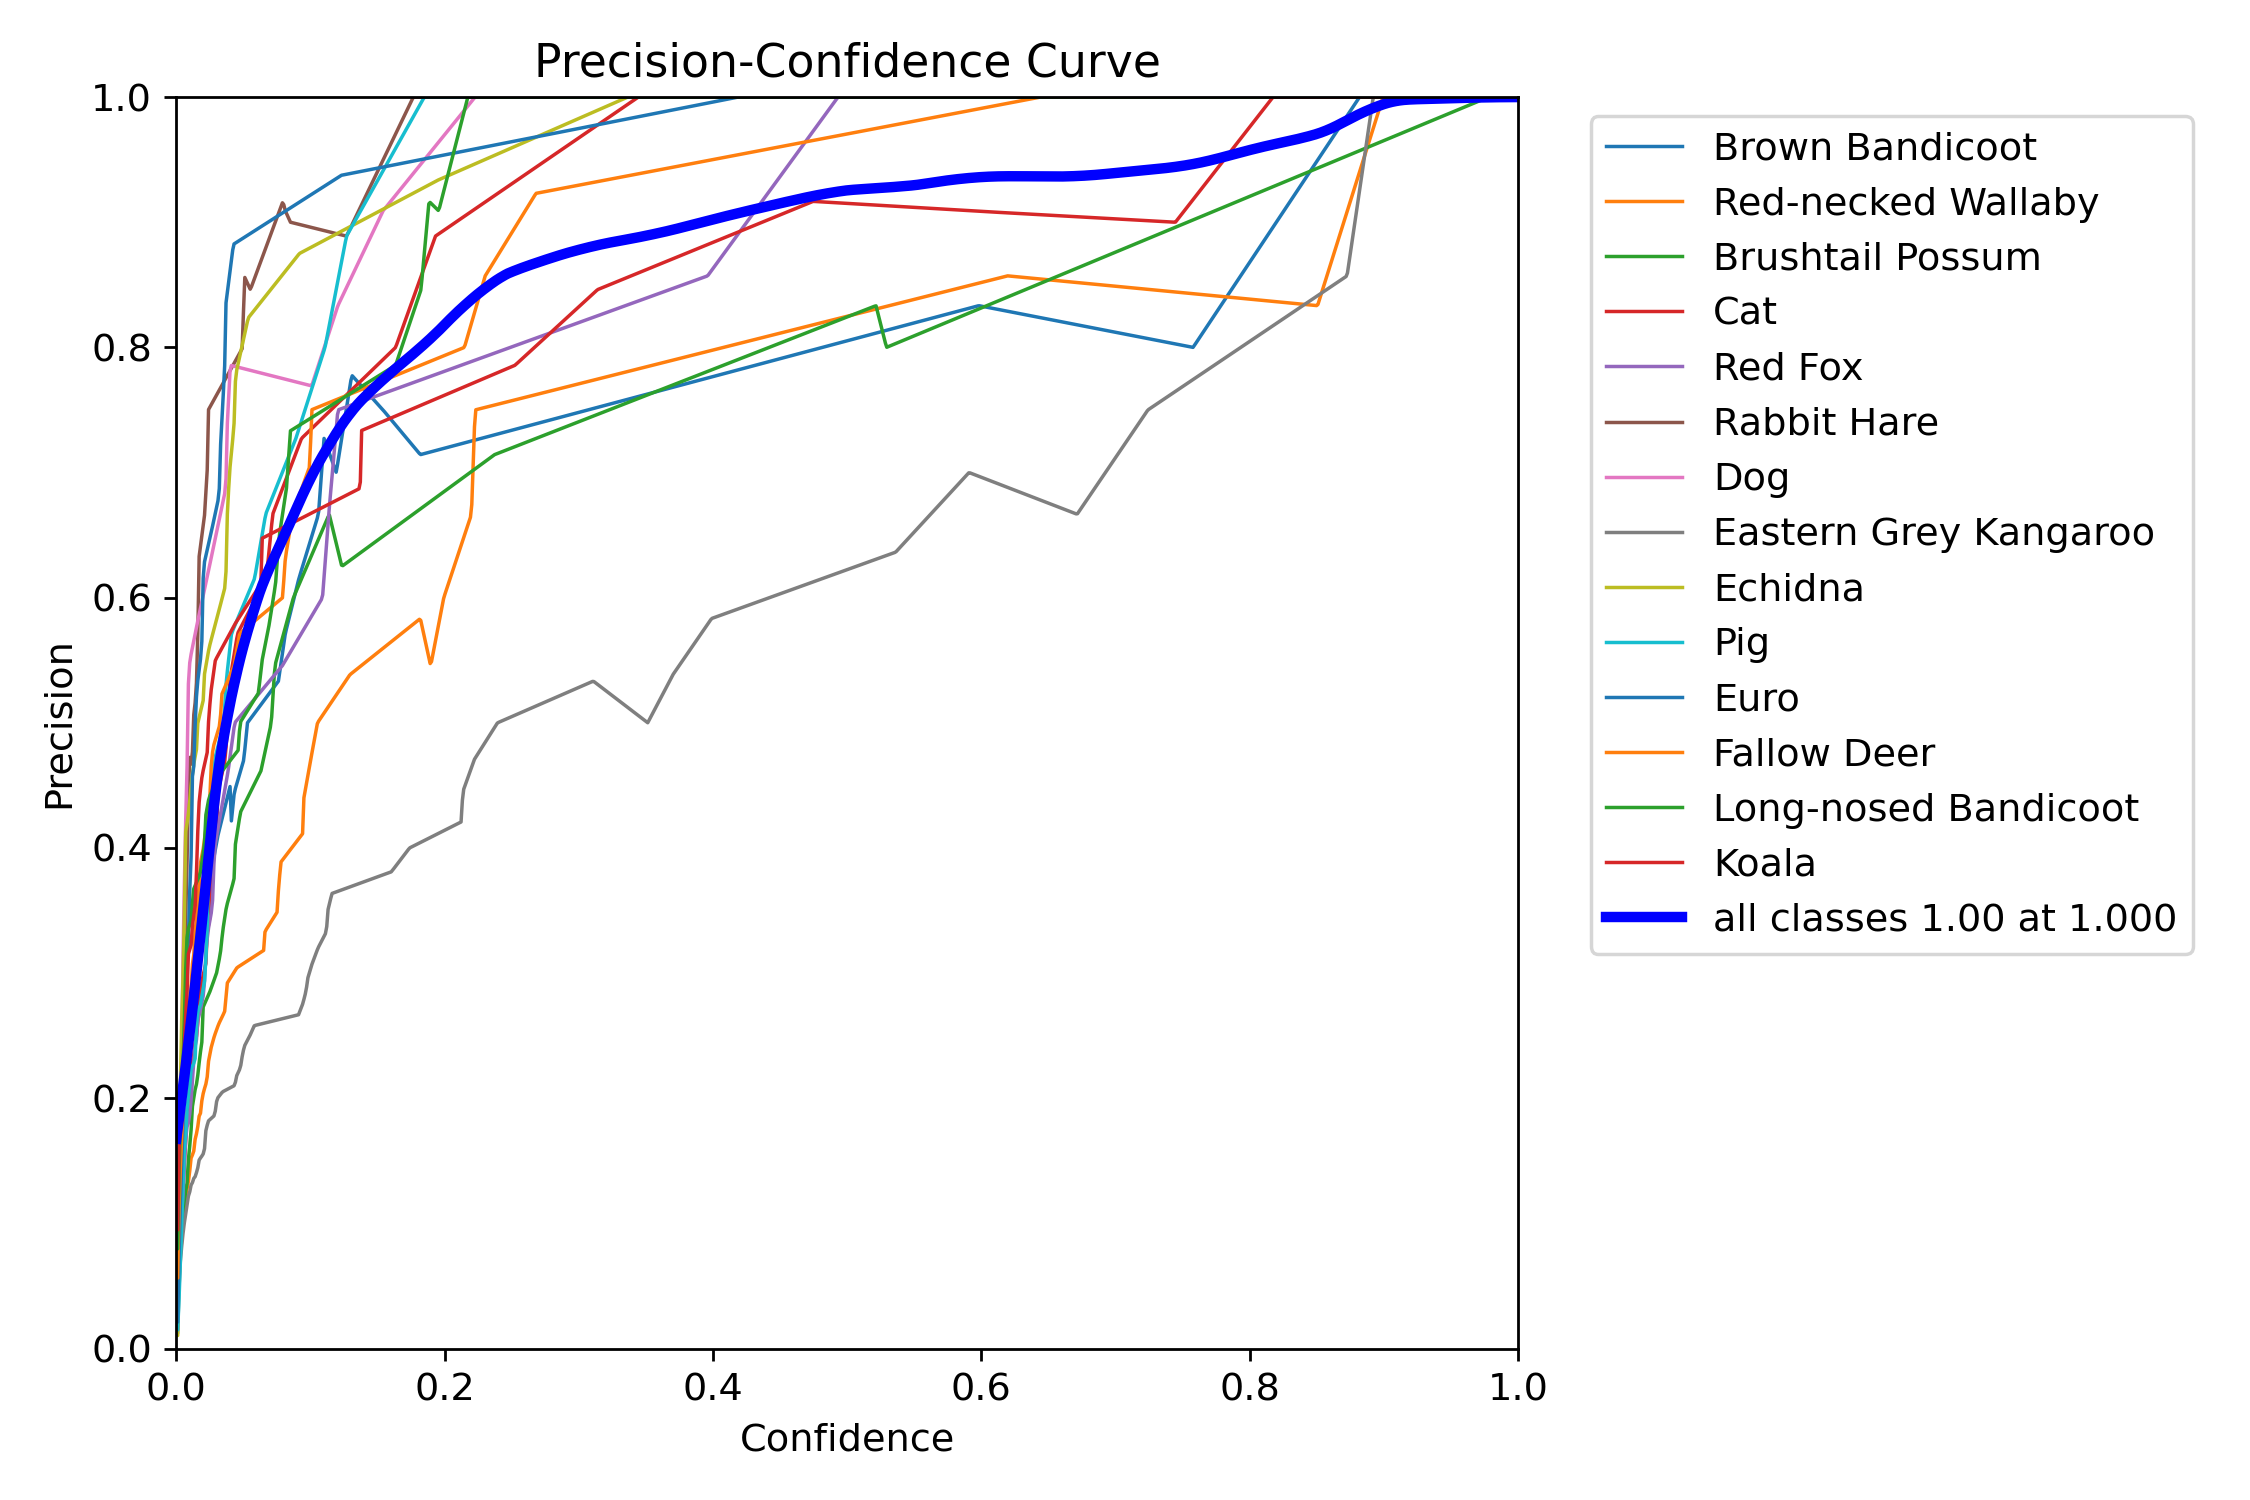 Precision-Confidence Curve
1.0
0.8
0.6
0.4
0.2
0.0
Precision
0.0 0.2 0.4 0.6 0.8 1.0
Confidence
Brown Bandicoot
Red-necked Wallaby
Brushtail Possum
Cat
Red Fox
Rabbit Hare
Dog
Eastern Grey Kangaroo
Echidna
Pig
Euro
Fallow Deer
Long-nosed Bandicoot
Koala
all classes 1.00 at 1.000